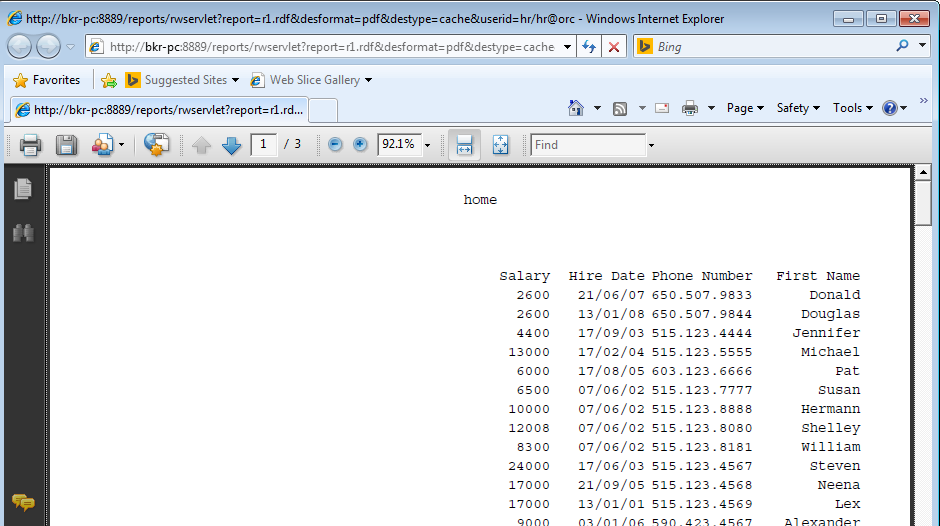 http://bkr-pc:8889/reports/rwservlet?report=r1.rdf&desformat=pdf&destype=cache&userid=hr/hr@orc - Windows Internet Explorer
http://bkr-pc:8889/reports/rwservlet?report=r1.rdf&desformat=pdf&destype=cache Bing
Favorites Suggested Sites Web Slice Gallery
http://bkr-pc:8889/reports/rwservlet?report=r1.rd... Page Safety Tools
1 / 3 92.1% Find
home
Salary Hire Date Phone Number First Name
2600 21/06/07 650.507.9833 Donald
2600 13/01/08 650.507.9844 Douglas
4400 17/09/03 515.123.4444 Jennifer
13000 17/02/04 515.123.5555 Michael
6000 17/08/05 603.123.6666 Pat
6500 07/06/02 515.123.7777 Susan
10000 07/06/02 515.123.8888 Hermann
12008 07/06/02 515.123.8080 Shelley
8300 07/06/02 515.123.8181 William
24000 17/06/03 515.123.4567 Steven
17000 21/09/05 515.123.4568 Neena
17000 13/01/01 515.123.4569 Lex
9000 03/01/06 590.423.4567 Alexander